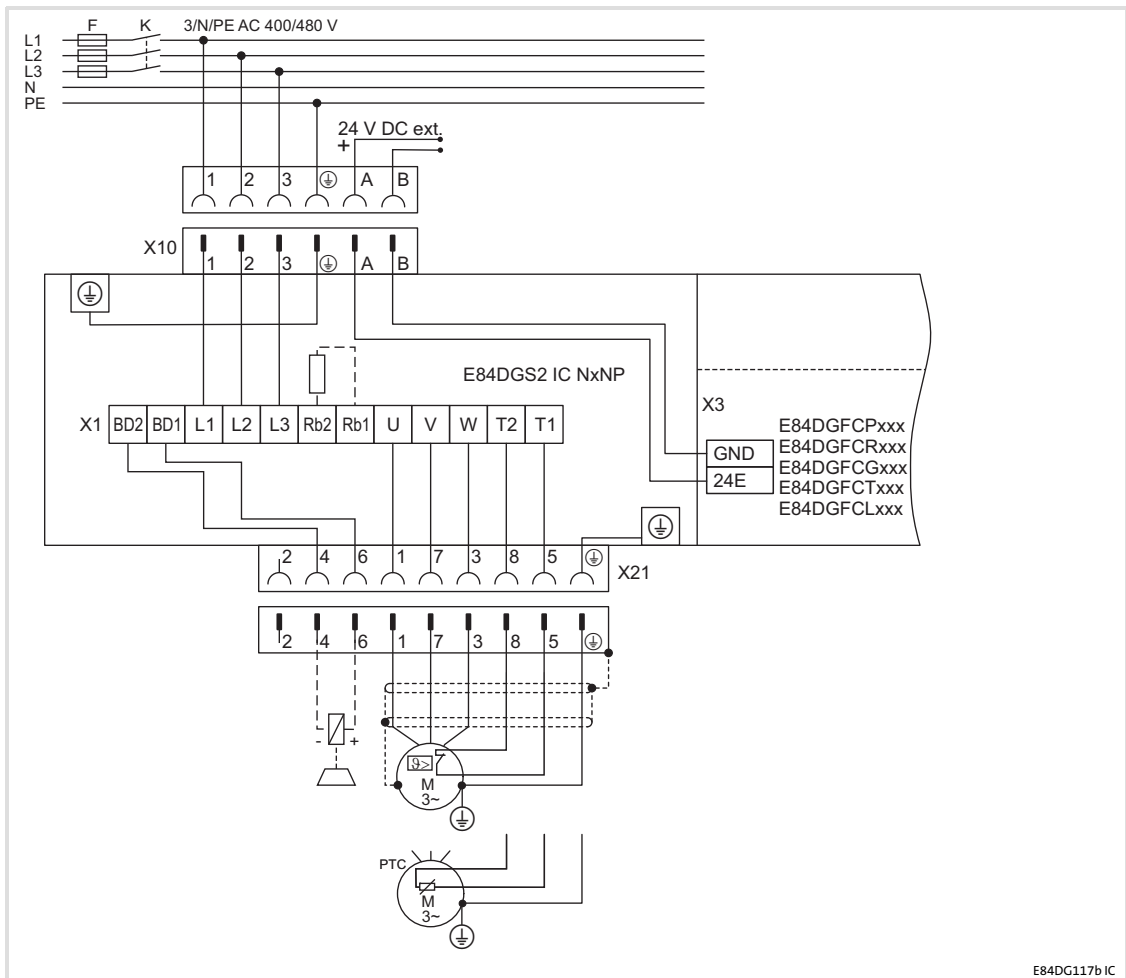 F K 3/N/PE AC 400/480 V
L1
L2
L3
N
PE
24 V DC ext.
+
1 2 3 A B
X10
1 2 3 A B
E84DGS2 IC NxNP
X1 BD2 BD1 L1 L2 L3 Rb2 Rb1 U V W T2 T1
X3
GND
24E
E84DGFCPxxx
E84DGFCRxxx
E84DGFCGxxx
E84DGFCTxxx
E84DGFCLxxx
2 4 6 1 7 3 8 5
X21
2 4 6 1 7 3 8 5
- +
ϑ>
M
3~
PTC
M
3~
E84DG117b IC